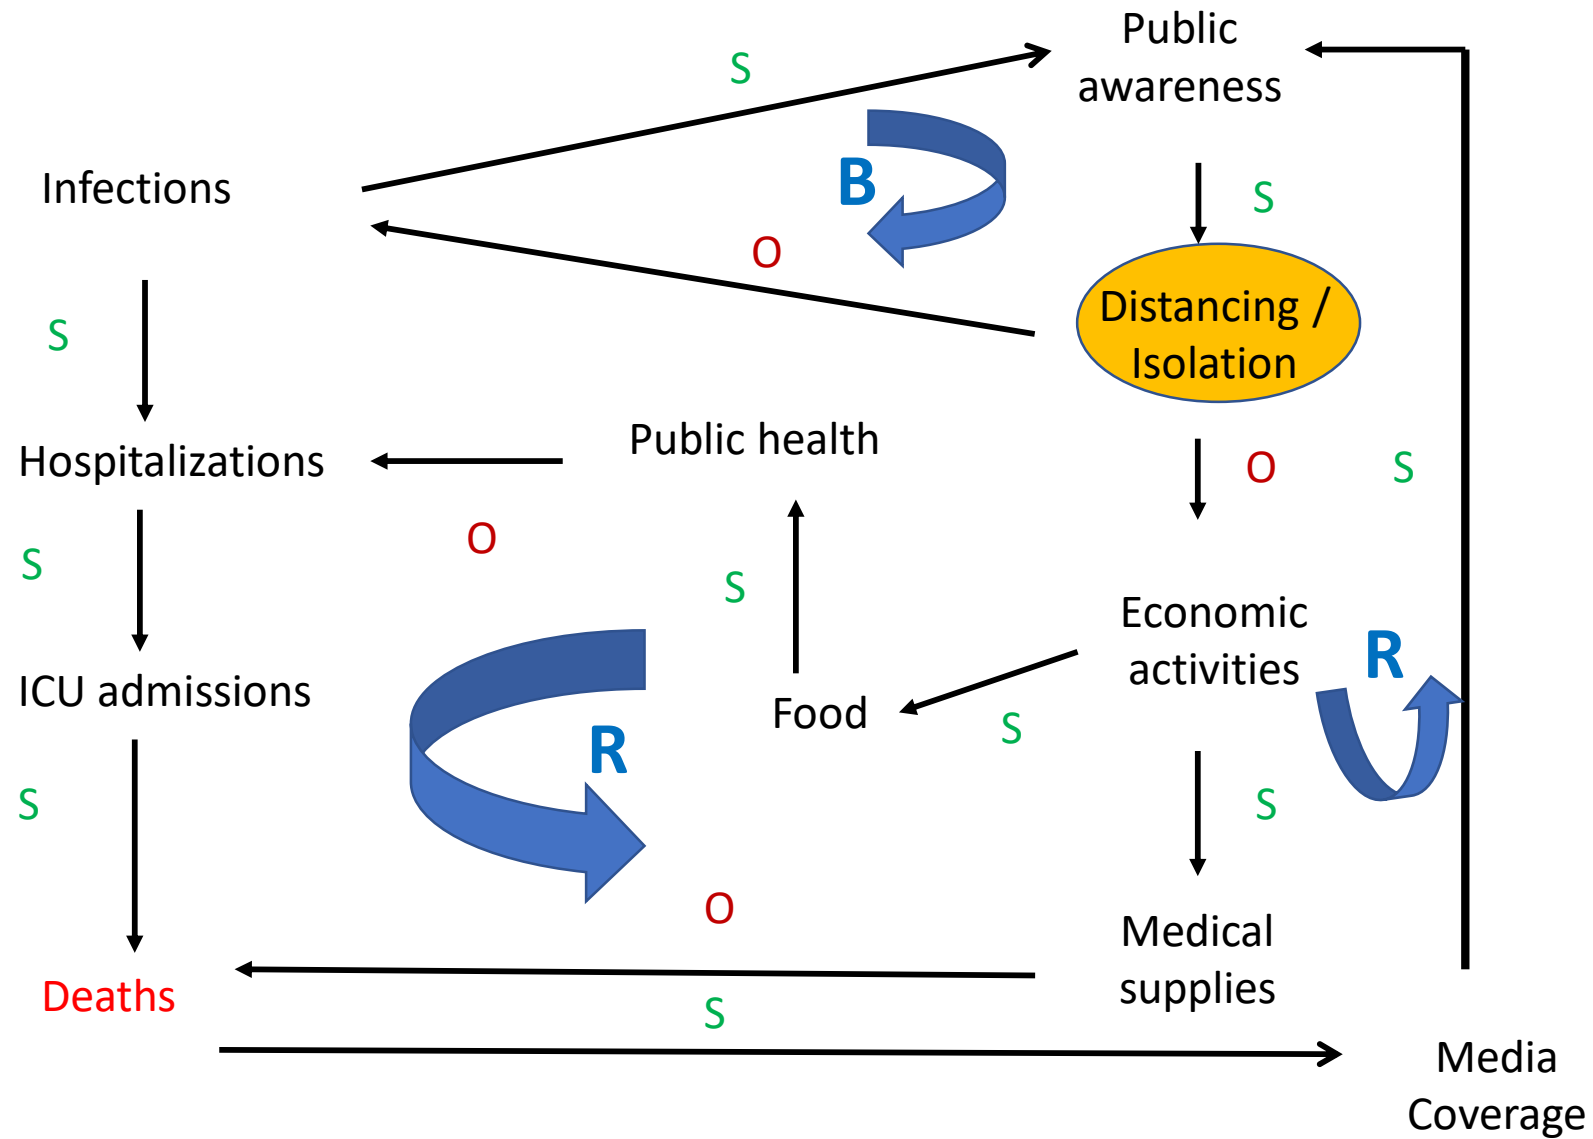 Public
awareness
S
B
Infections
S
O
Distancing /
Isolation
S
Public health
Hospitalizations
O
S
O
S
S
Economic
activities
R
ICU admissions
Food
S
R
S
S
O
Medical
supplies
Deaths
S
Media
Coverage